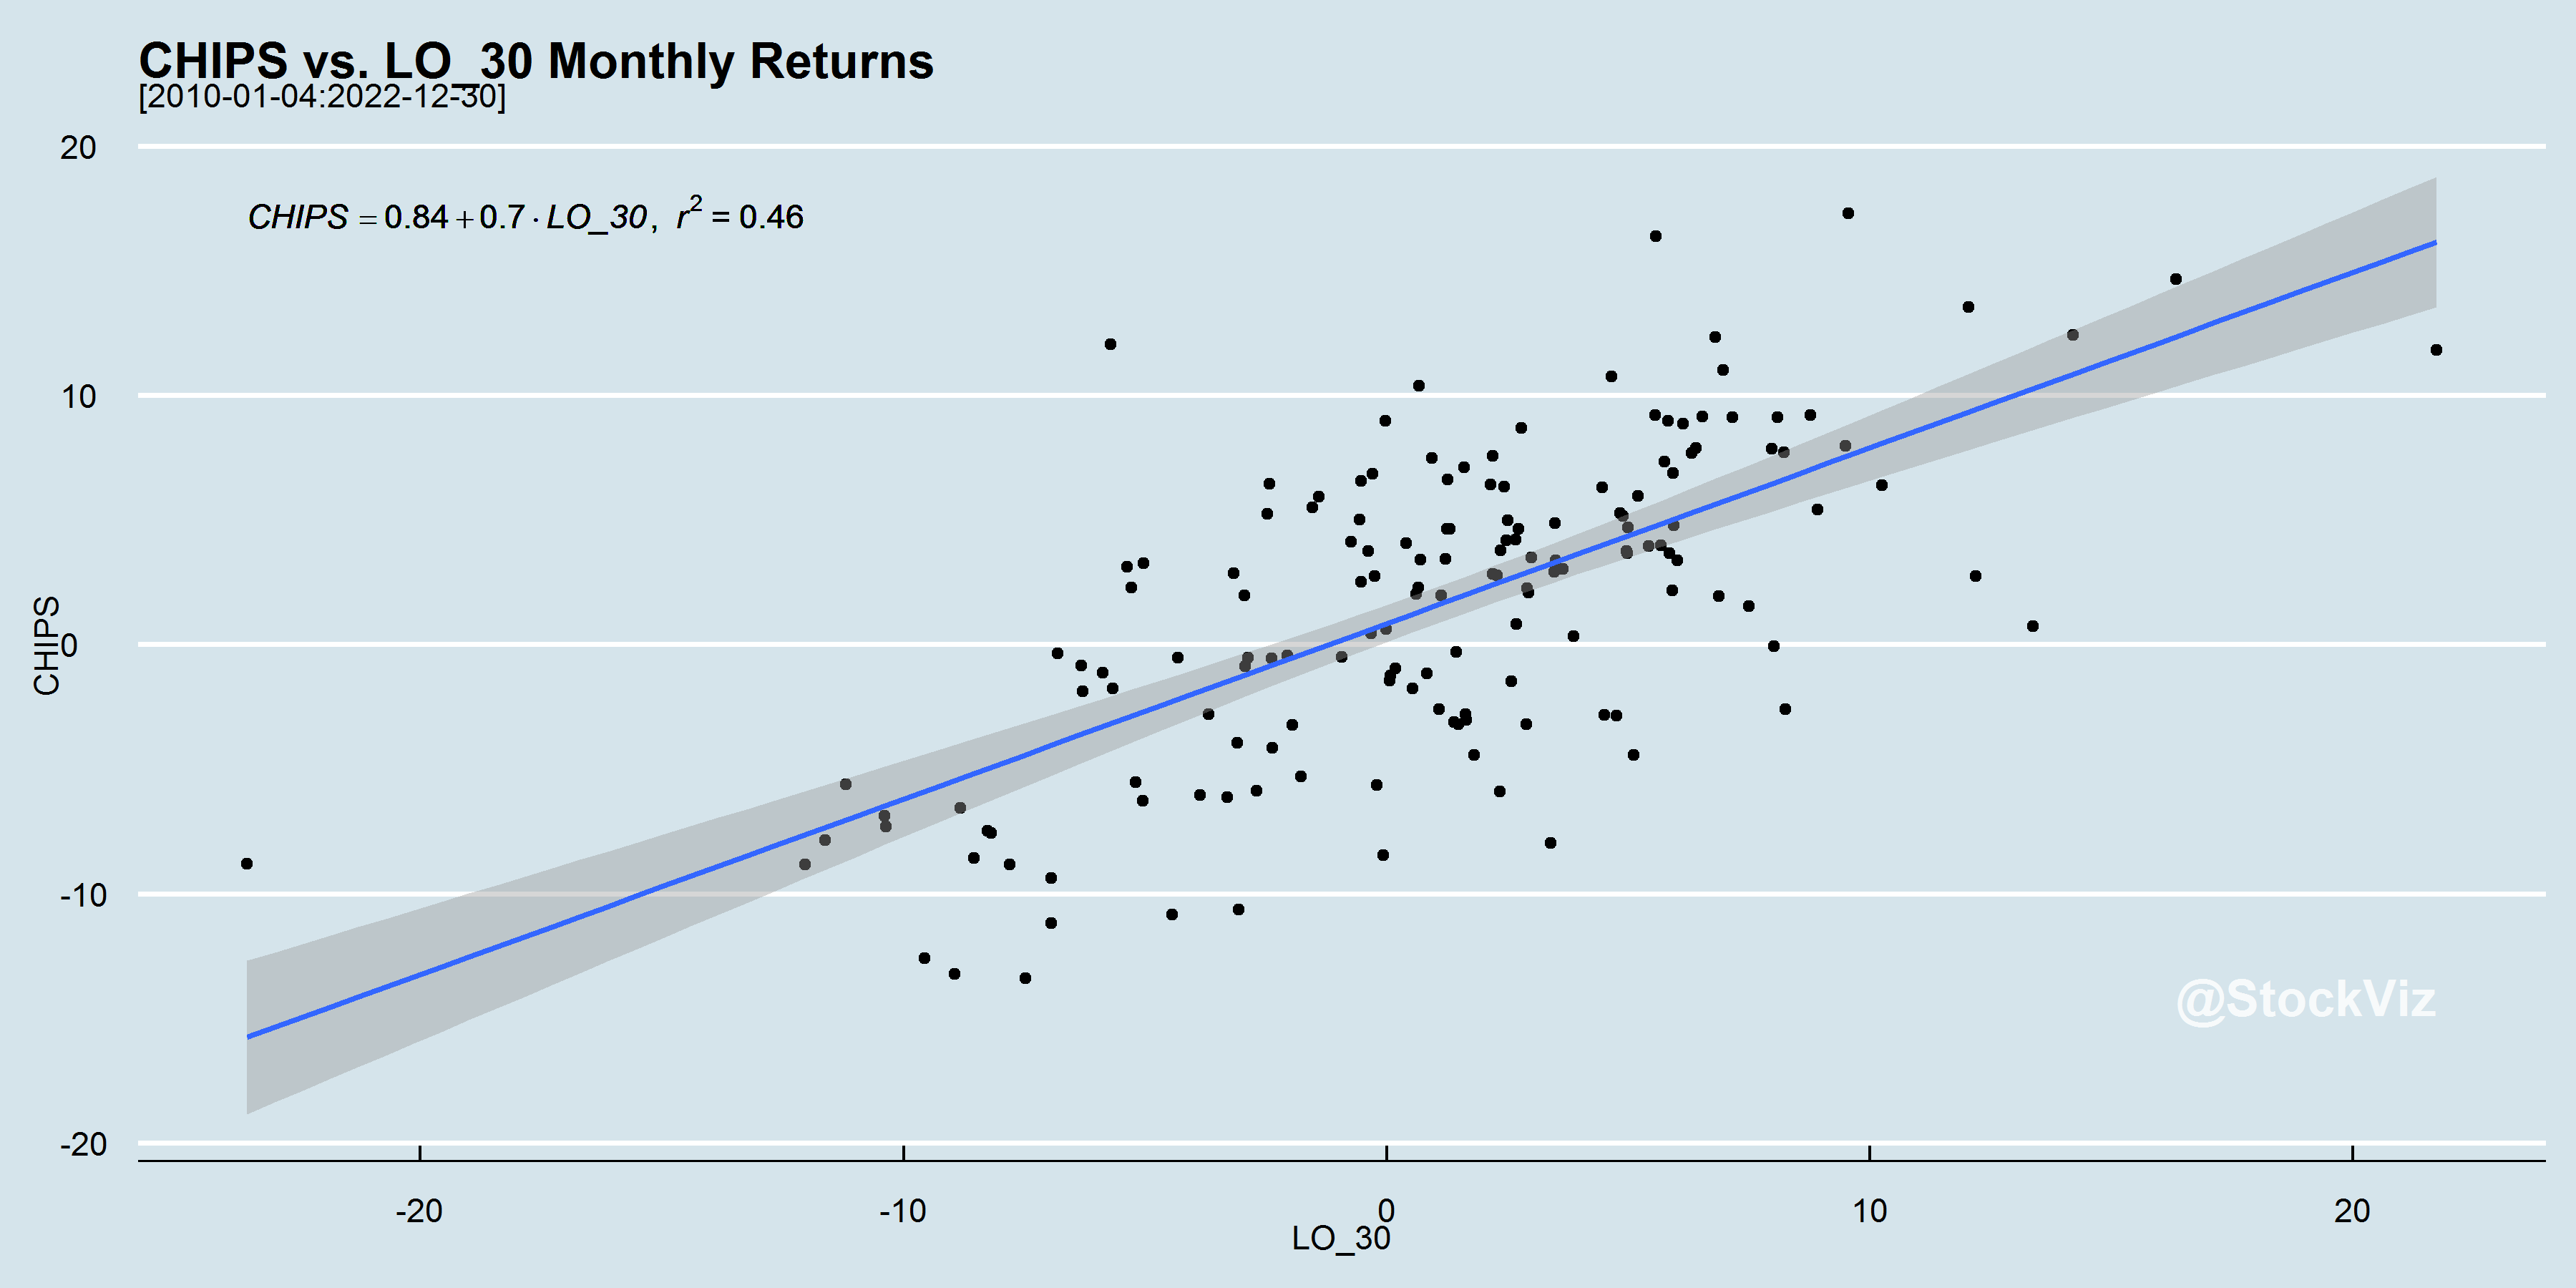 CHIPS vs. LO_30 Monthly Returns
[2010-01-04:2022-12-30]
20
CHIPS = 0.84 + 0.7 · LO_30, r² = 0.46
10
CHIPS
0
-10
@StockViz
-20
-20 -10 0 10 20
LO_30